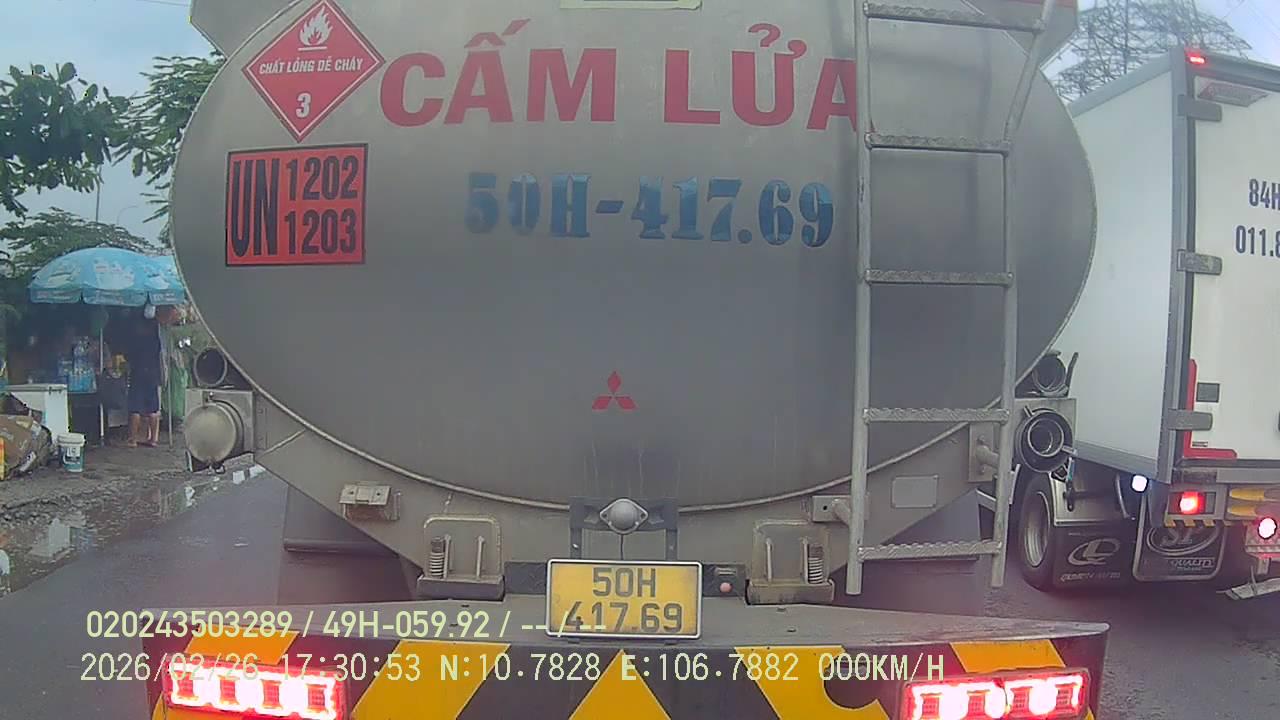 CHẤT LỎNG DỄ CHÁY
3
CẤM LỬA
UN 1202
1203
50H-417.69
84H
011.8
50H
417.69
QUALITY
020243503289 / 49H-059.92 / -- / --
2026/02/26 17:30:53 N:10.7828 E:106.7882 000KM/H